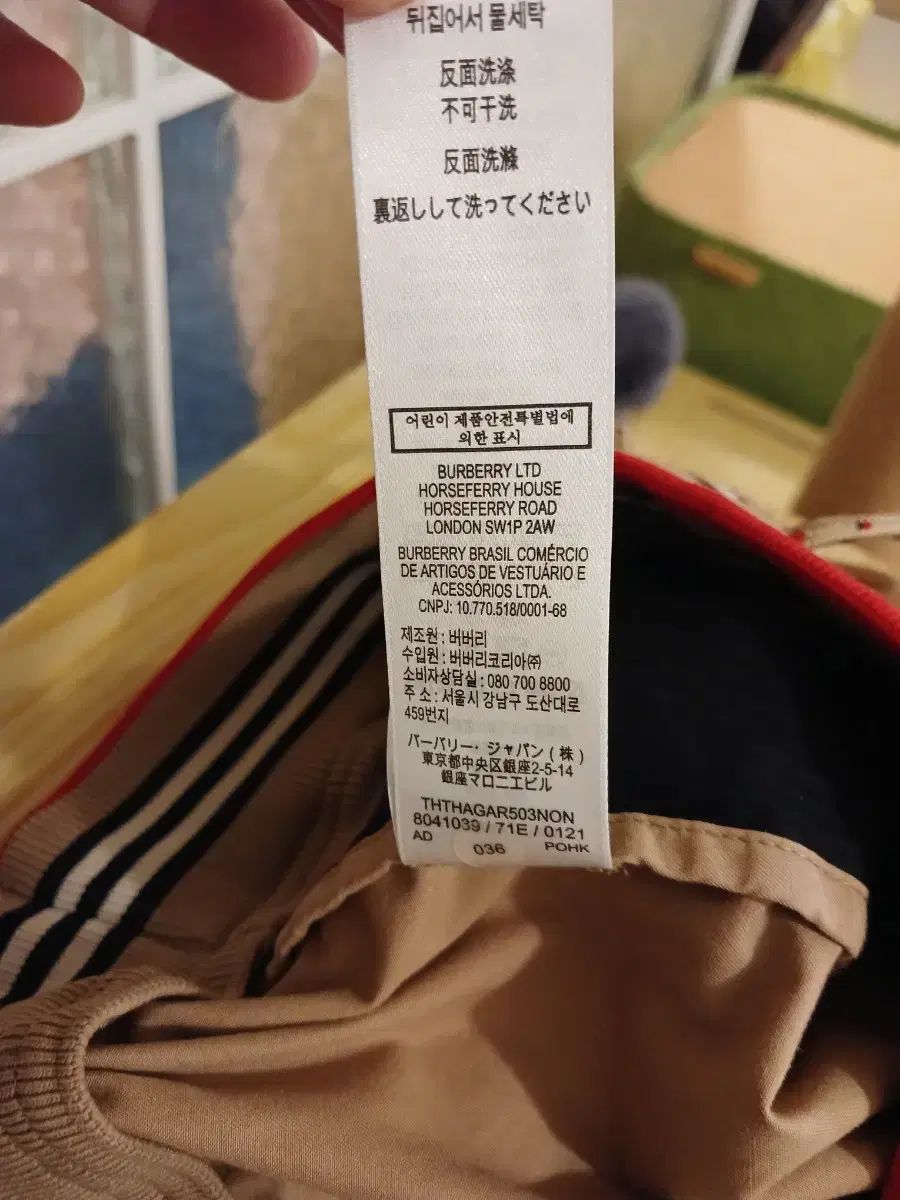 뒤집어서 물세탁
反面洗涤
不可干洗
反面洗滌
裏返しして洗ってください
어린이 제품안전특별법에
의한 표시
BURBERRY LTD
HORSEFERRY HOUSE
HORSEFERRY ROAD
LONDON SW1P 2AW
BURBERRY BRASIL COMÉRCIO
DE ARTIGOS DE VESTUÁRIO E
ACESSÓRIOS LTDA.
CNPJ: 10.770.518/0001-68
제조원 : 버버리
수입원 : 버버리코리아㈜
소비자상담실 : 080 700 8800
주 소 : 서울시 강남구 도산대로
459번지
バーバリー・ジャパン (株)
東京都中央区銀座2-5-14
銀座マロニエビル
THTHAGAR503NON
8041039 / 71E / 0121
AD 036 POHK